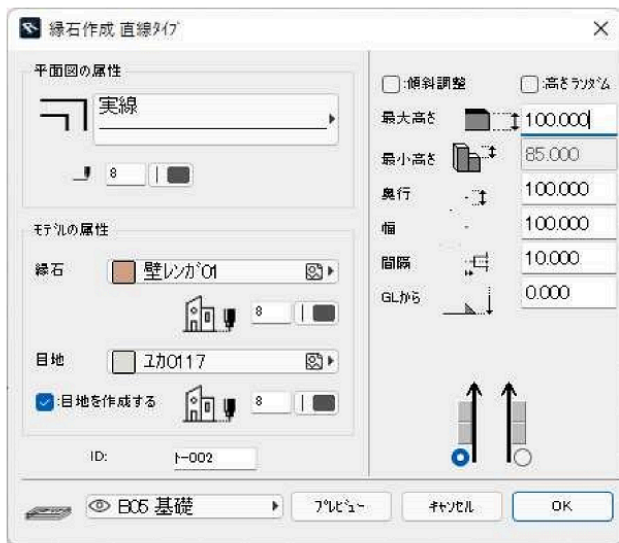 縁石作成 直線ﾀｲﾌﾟ
平面図の属性
実線
8
ﾓﾃﾞﾙの属性
縁石
壁ﾚﾝｶﾞ01
8
目地
ﾕｶ0117
:目地を作成する
8
ID:
ﾄ-002
:傾斜調整
:高さﾗﾝﾀﾞﾑ
最大高さ
100.000
最小高さ
85.000
奥行
100.000
幅
100.000
間隔
10.000
GLから
0.000
B05 基礎
ﾌﾟﾚﾋﾞｭｰ
ｷｬﾝｾﾙ
OK